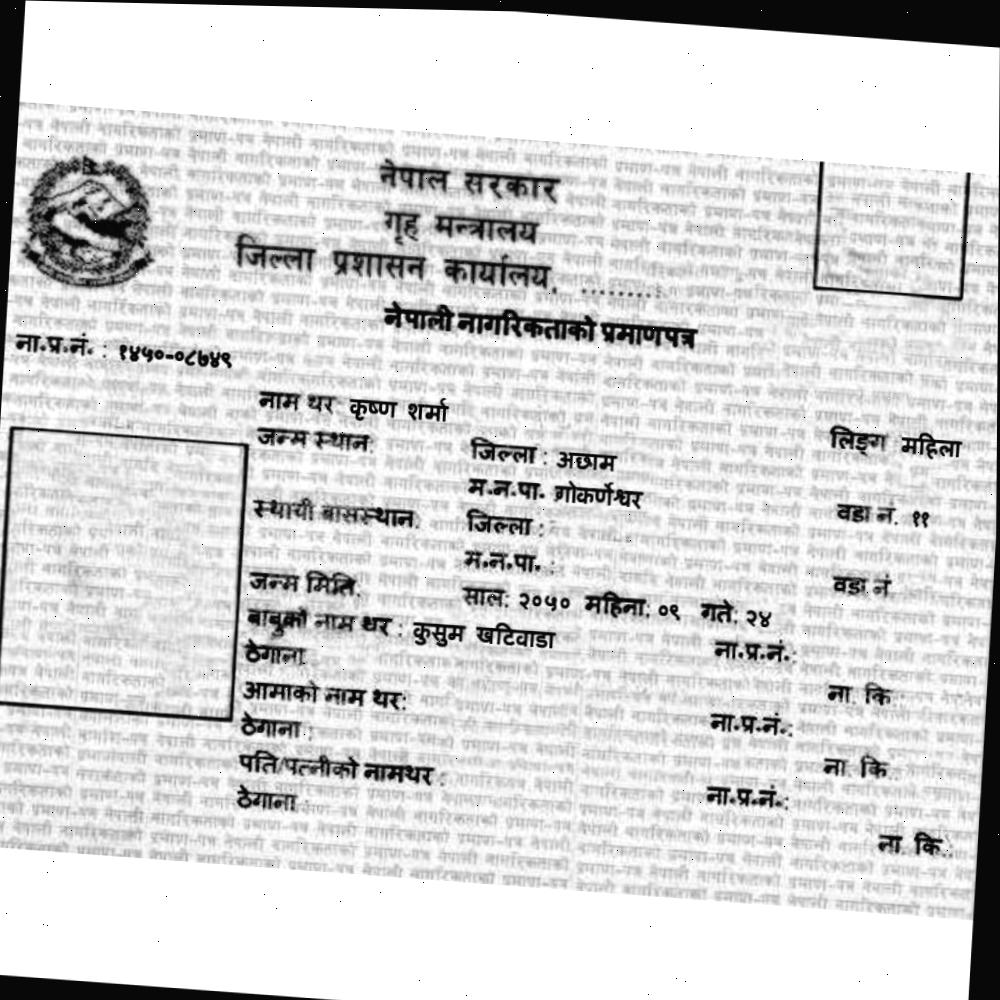 नेपाल सरकार
गृह मन्त्रालय
जिल्ला प्रशासन कार्यालय, .........
नेपाली नागरिकताको प्रमाणपत्र
ना.प्र.नं. : १४५०-०८७४९
नाम थर: कृष्ण शर्मा लिङ्ग महिला
जन्म स्थान: जिल्ला : अछाम
म.न.पा. गोकर्णेश्वर वडा नं. ११
स्थायी बासस्थान: जिल्ला :
म.न.पा. : वडा नं
जन्म मिति: साल: २०५० महिना: ०९ गते: २४
बाबुको नाम थर : कुसुम खटिवाडा ना.प्र.नं.:
ठेगाना ना. कि.:
आमाको नाम थर: ना.प्र.नं.:
ठेगाना : ना. कि.:
पति/पत्नीको नामथर : ना.प्र.नं.:
ठेगाना : ना. कि.: